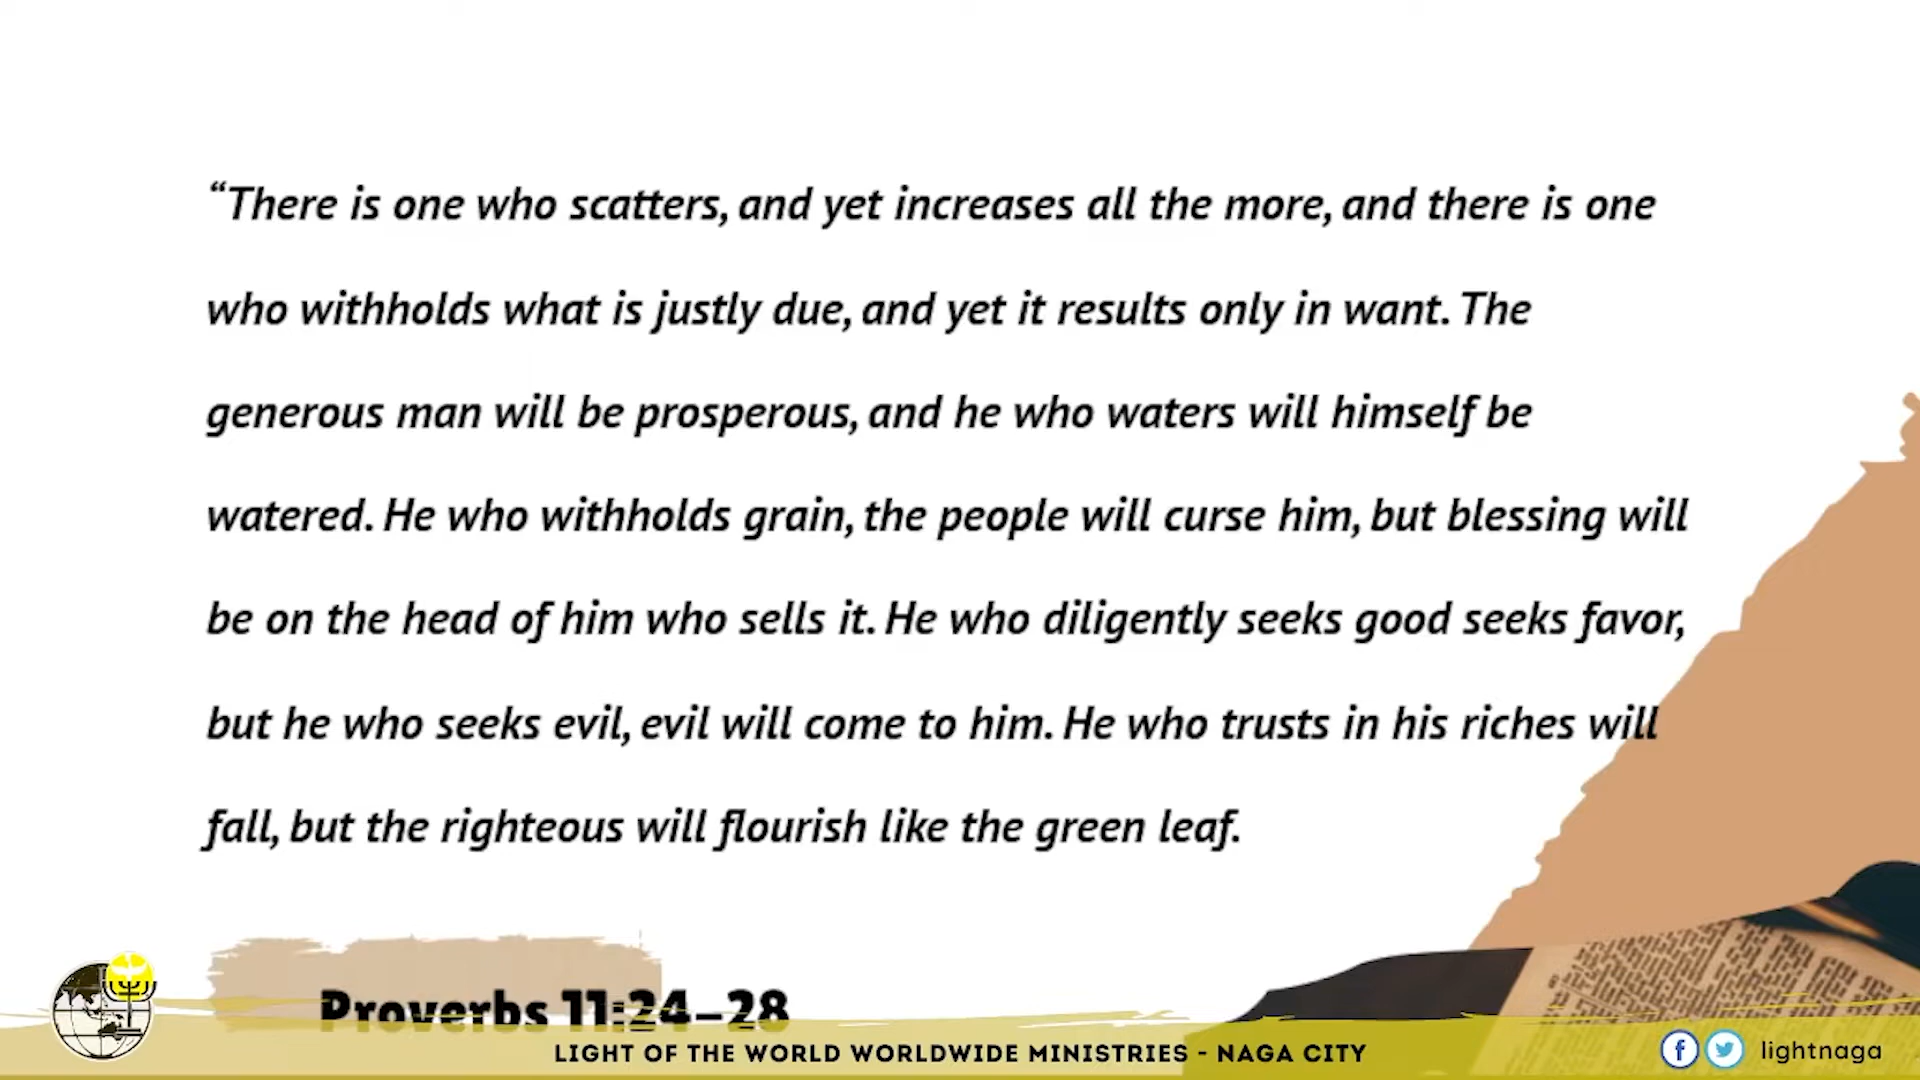 “There is one who scatters, and yet increases all the more, and there is one
who withholds what is justly due, and yet it results only in want. The
generous man will be prosperous, and he who waters will himself be
watered. He who withholds grain, the people will curse him, but blessing will
be on the head of him who sells it. He who diligently seeks good seeks favor,
but he who seeks evil, evil will come to him. He who trusts in his riches will
fall, but the righteous will flourish like the green leaf.
Proverbs 11:24–28
LIGHT OF THE WORLD WORLDWIDE MINISTRIES - NAGA CITY
lightnaga